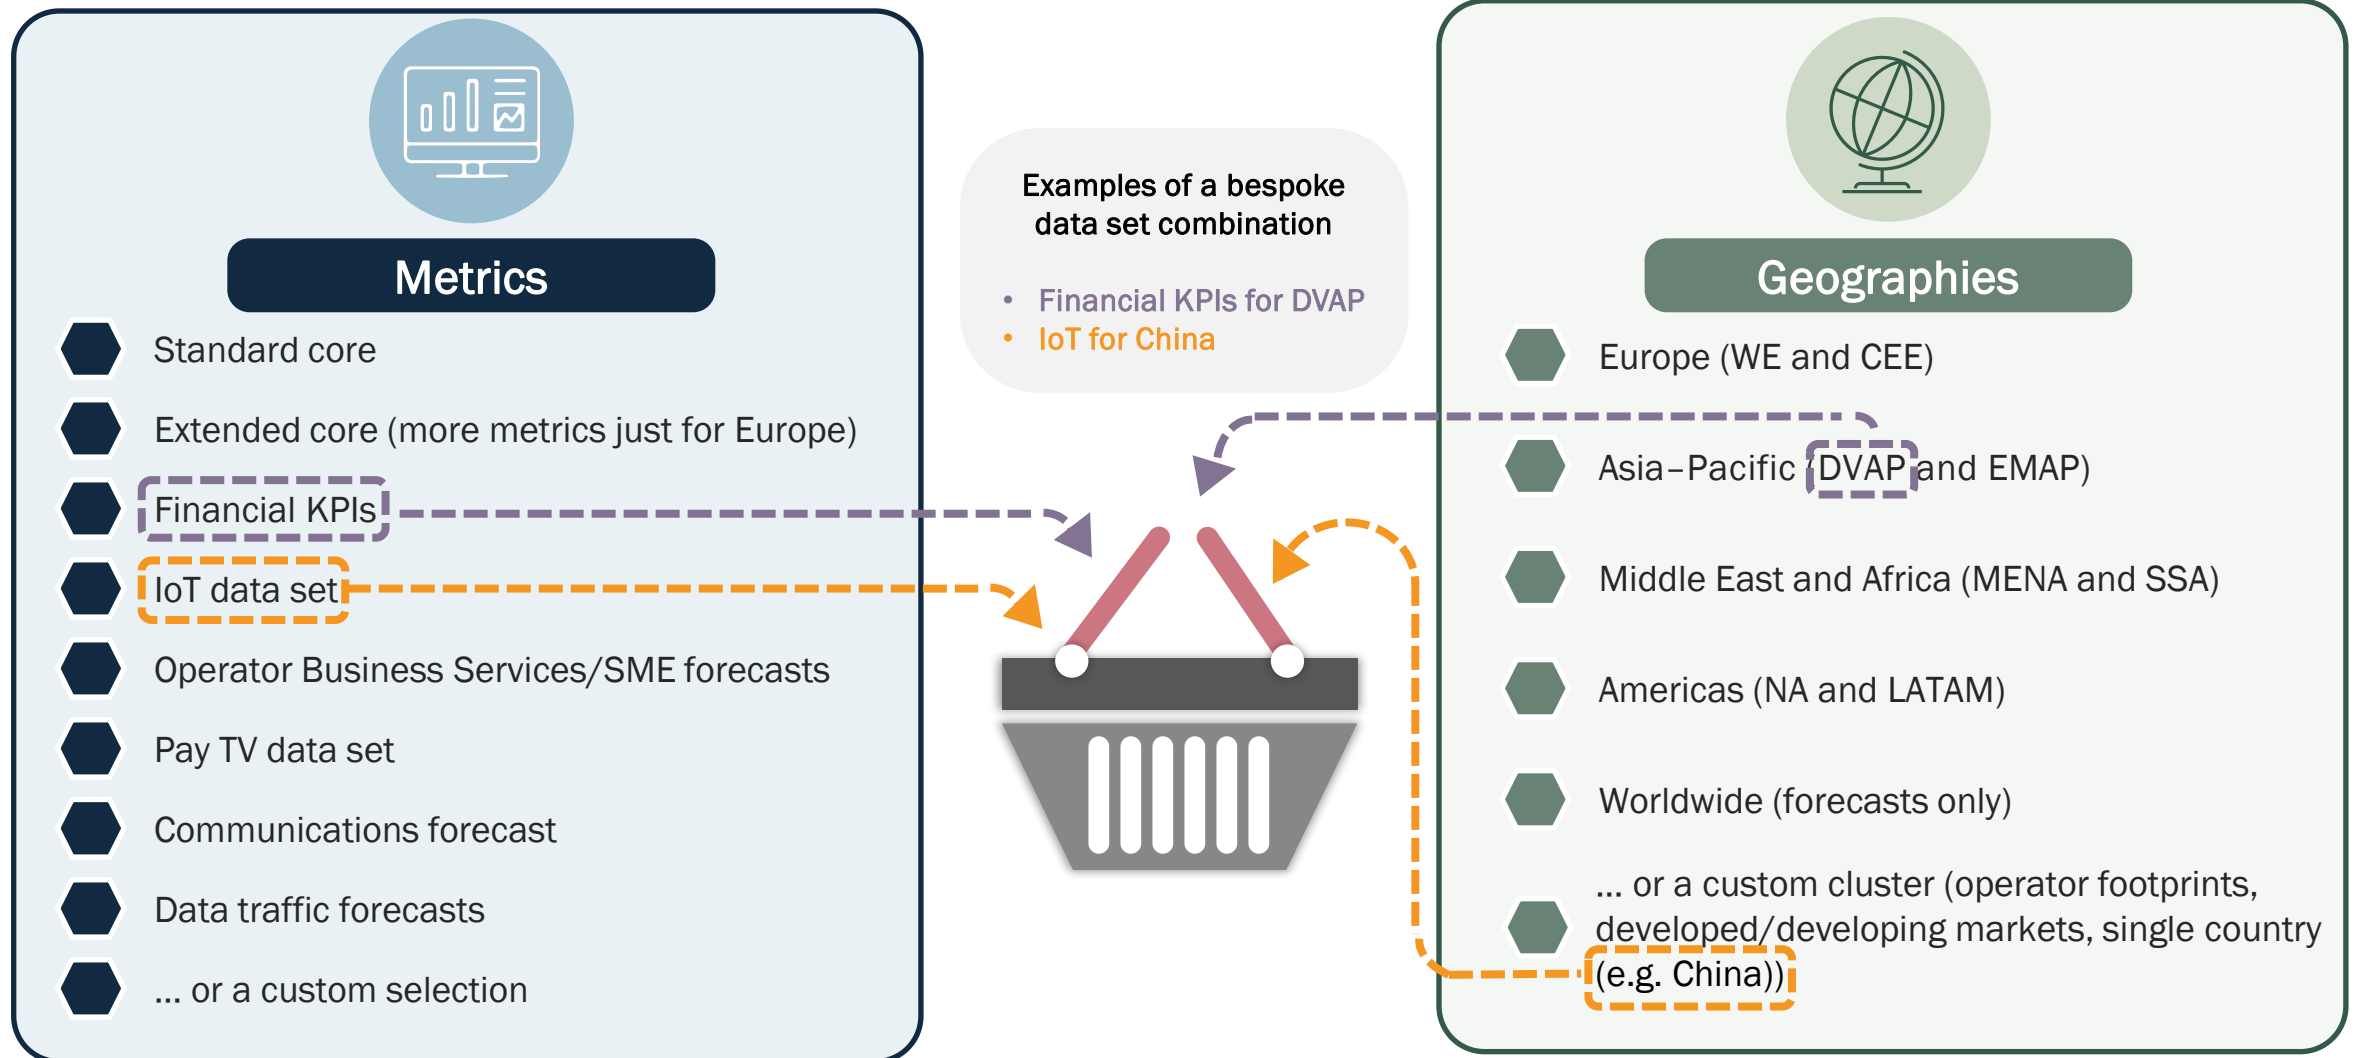 Metrics
Standard core
Extended core (more metrics just for Europe)
Financial KPIs
IoT data set
Operator Business Services/SME forecasts
Pay TV data set
Communications forecast
Data traffic forecasts
... or a custom selection
Examples of a bespoke
data set combination
• Financial KPIs for DVAP
• IoT for China
Geographies
Europe (WE and CEE)
Asia–Pacific (DVAP and EMAP)
Middle East and Africa (MENA and SSA)
Americas (NA and LATAM)
Worldwide (forecasts only)
... or a custom cluster (operator footprints,
developed/developing markets, single country
(e.g. China))